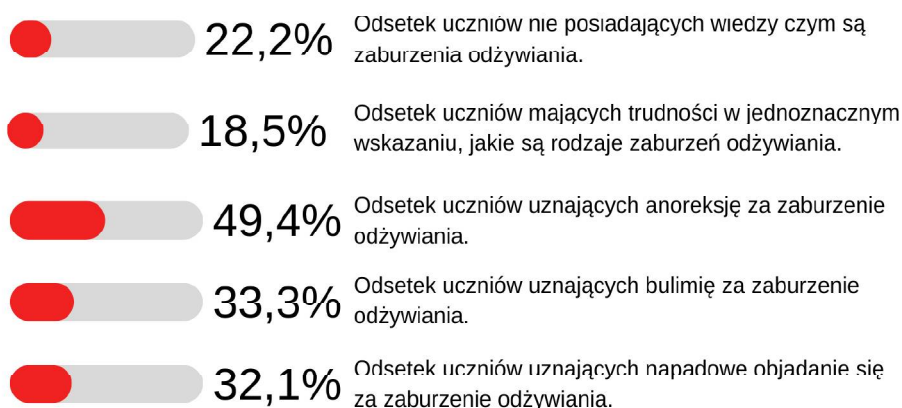 22,2%
Odsetek uczniów nie posiadających wiedzy czym są
zaburzenia odżywiania.
18,5%
Odsetek uczniów mających trudności w jednoznacznym
wskazaniu, jakie są rodzaje zaburzeń odżywiania.
49,4%
Odsetek uczniów uznających anoreksję za zaburzenie
odżywiania.
33,3%
Odsetek uczniów uznających bulimię za zaburzenie
odżywiania.
32,1%
Odsetek uczniów uznających napadowe objadanie się
za zaburzenie odżywiania.